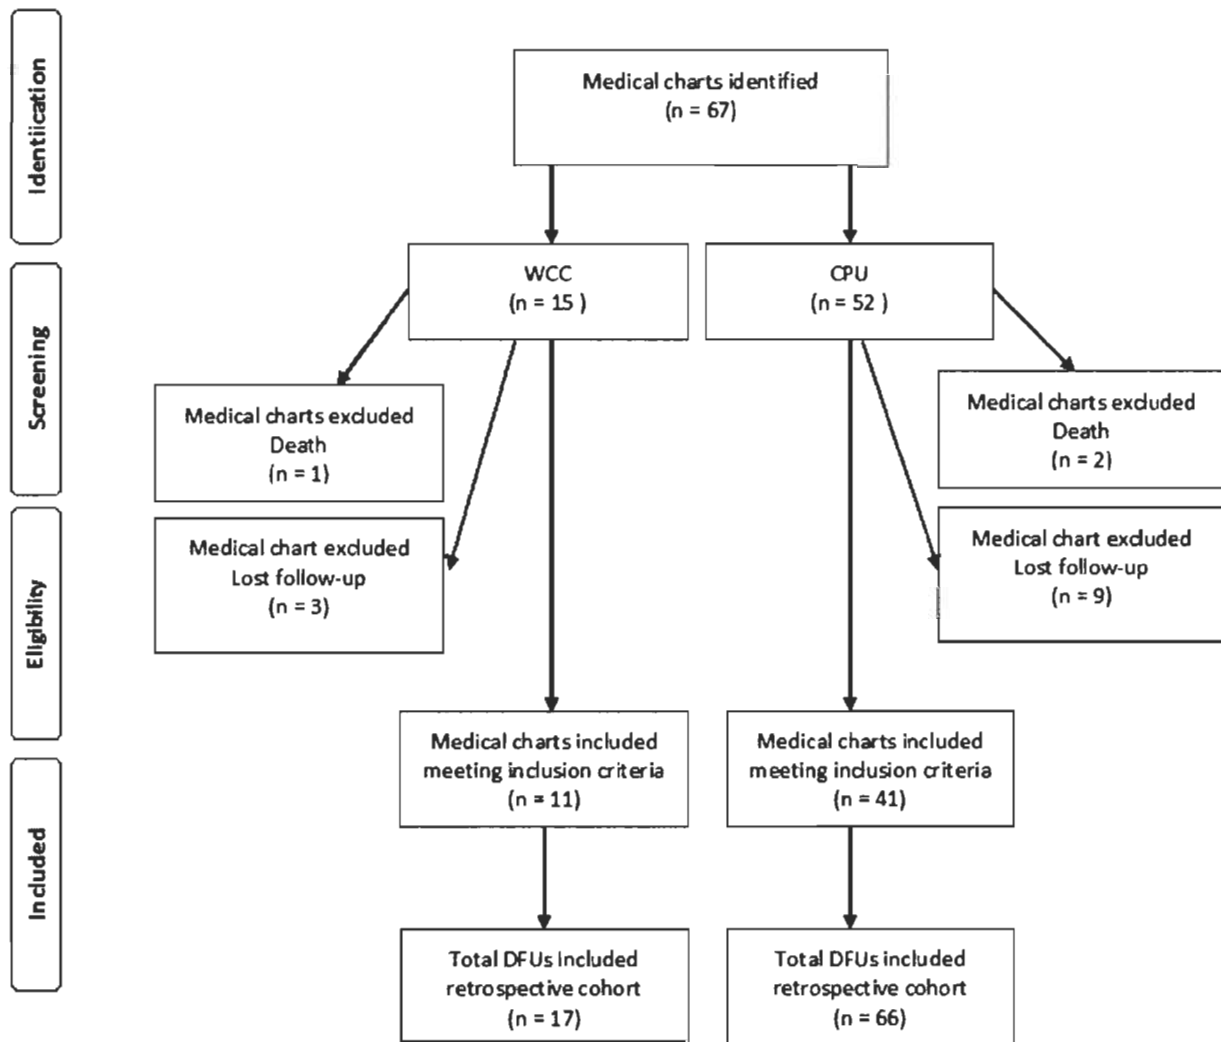 Identiication
Medical charts identified
(n = 67)
WCC
(n = 15 )
CPU
(n = 52 )
Screening
Medical charts excluded
Death
(n = 1)
Medical charts excluded
Death
(n = 2)
Medical chart excluded
Lost follow-up
(n = 3)
Medical chart excluded
Lost follow-up
(n = 9)
Eligibility
Medical charts included
meeting inclusion criteria
(n = 11)
Medical charts included
meeting inclusion criteria
(n = 41)
Included
Total DFUs Included
retrospective cohort
(n = 17)
Total DFUs included
retrospective cohort
(n = 66)